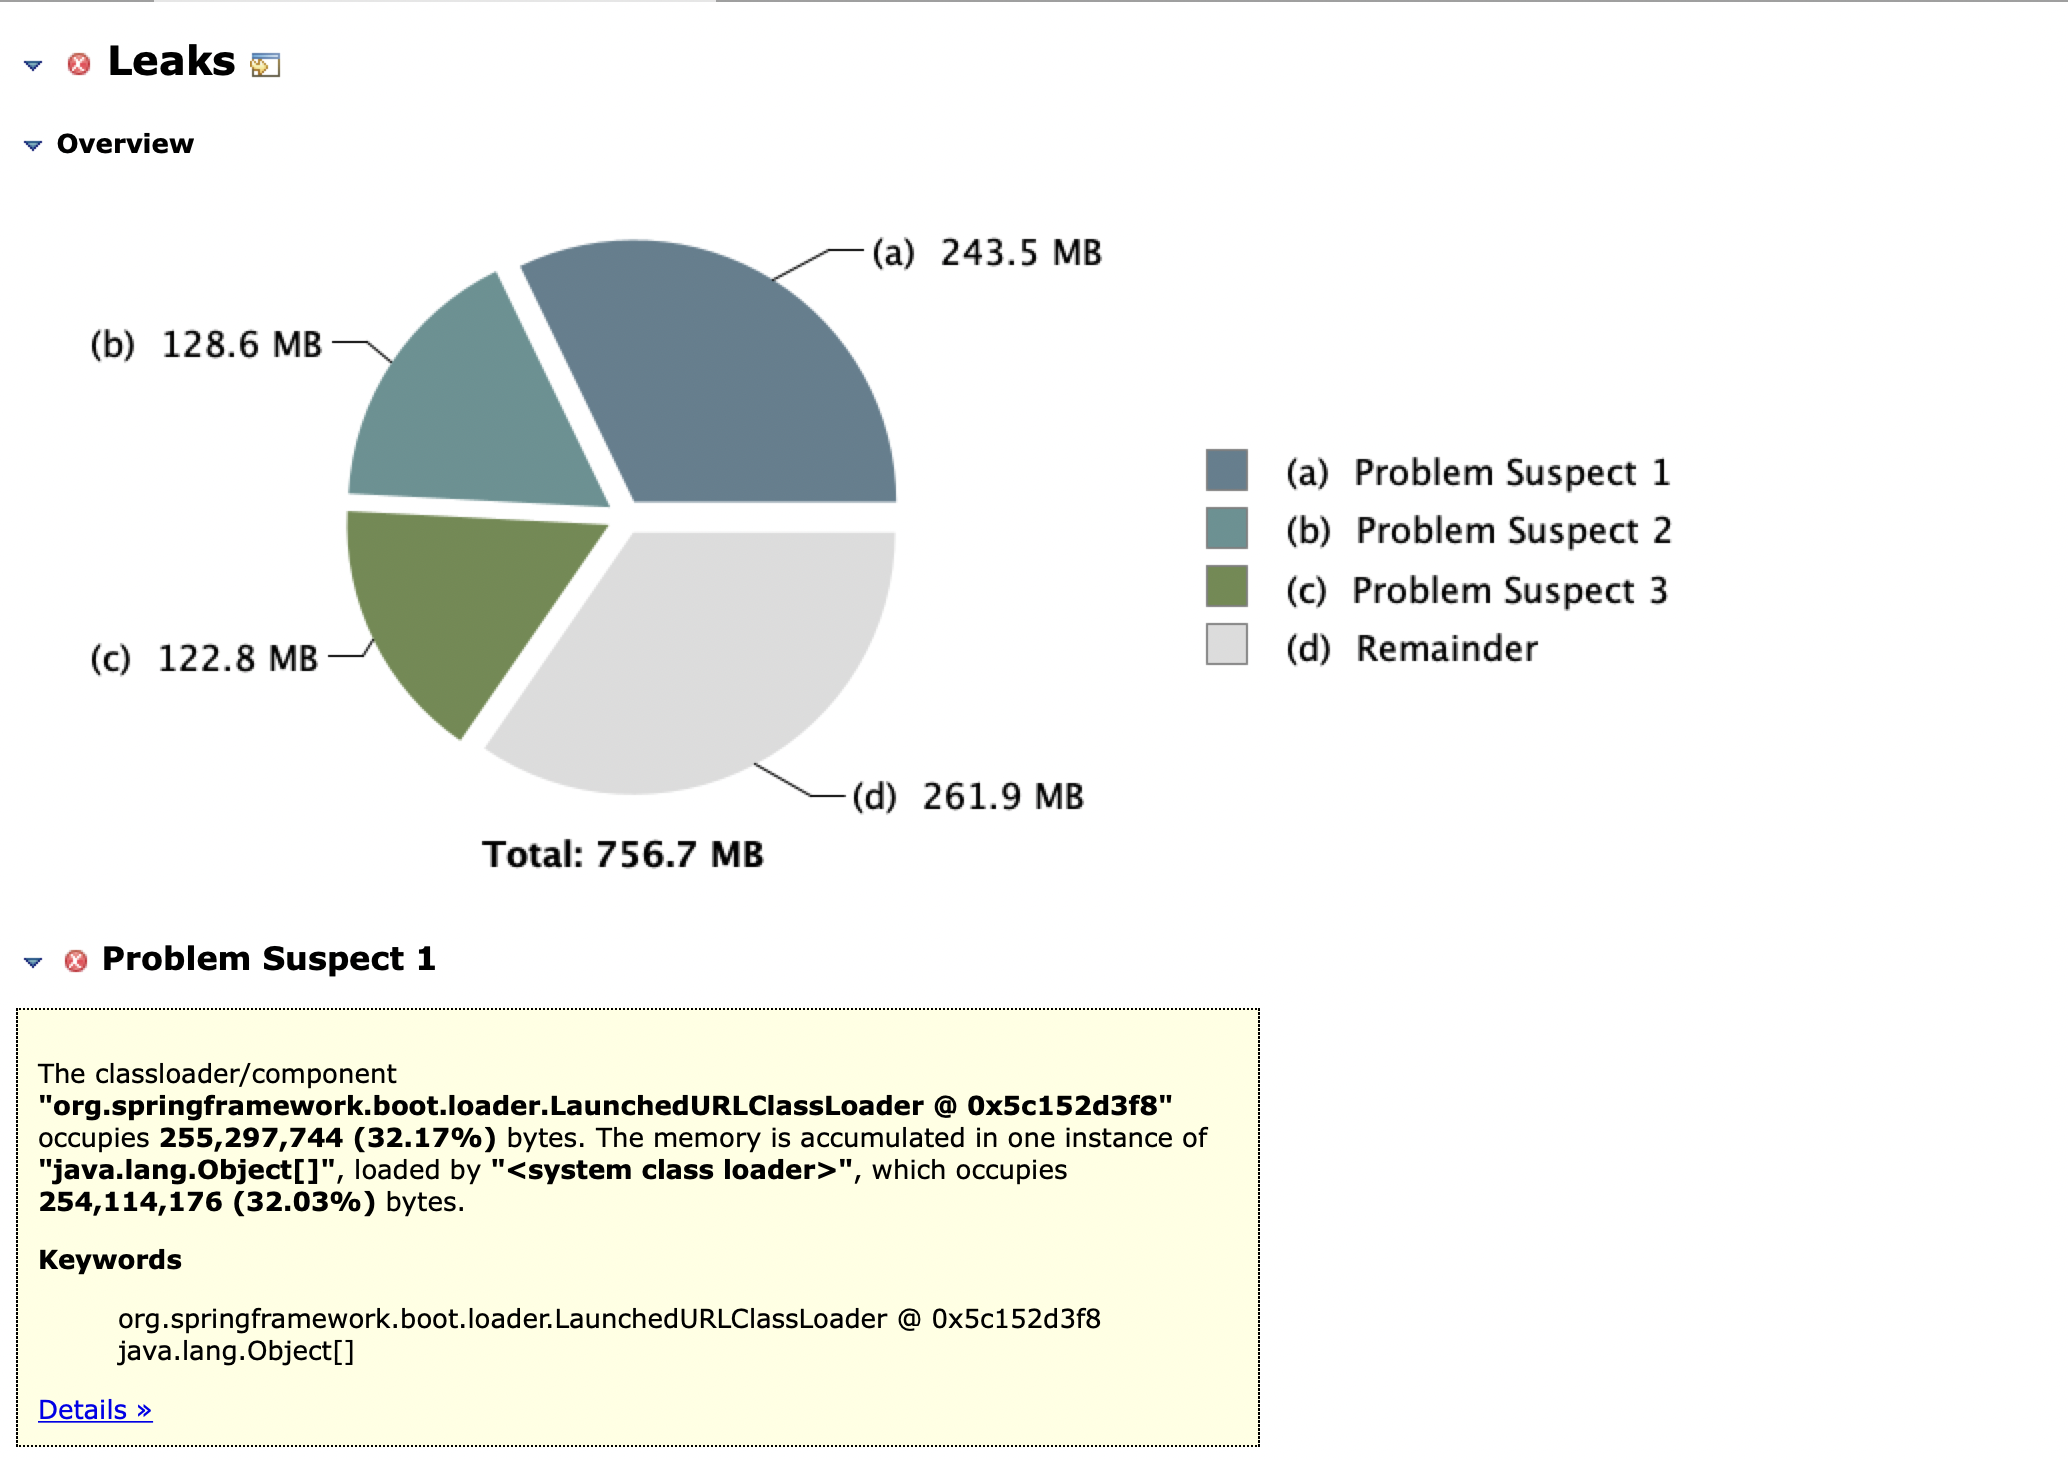 Leaks
Overview
(a) 243.5 MB
(b) 128.6 MB
(c) 122.8 MB
(d) 261.9 MB
Total: 756.7 MB
(a) Problem Suspect 1
(b) Problem Suspect 2
(c) Problem Suspect 3
(d) Remainder
Problem Suspect 1
The classloader/component
"org.springframework.boot.loader.LaunchedURLClassLoader @ 0x5c152d3f8"
occupies 255,297,744 (32.17%) bytes. The memory is accumulated in one instance of
"java.lang.Object[]", loaded by "<system class loader>", which occupies
254,114,176 (32.03%) bytes.
Keywords
org.springframework.boot.loader.LaunchedURLClassLoader @ 0x5c152d3f8
java.lang.Object[]
Details »